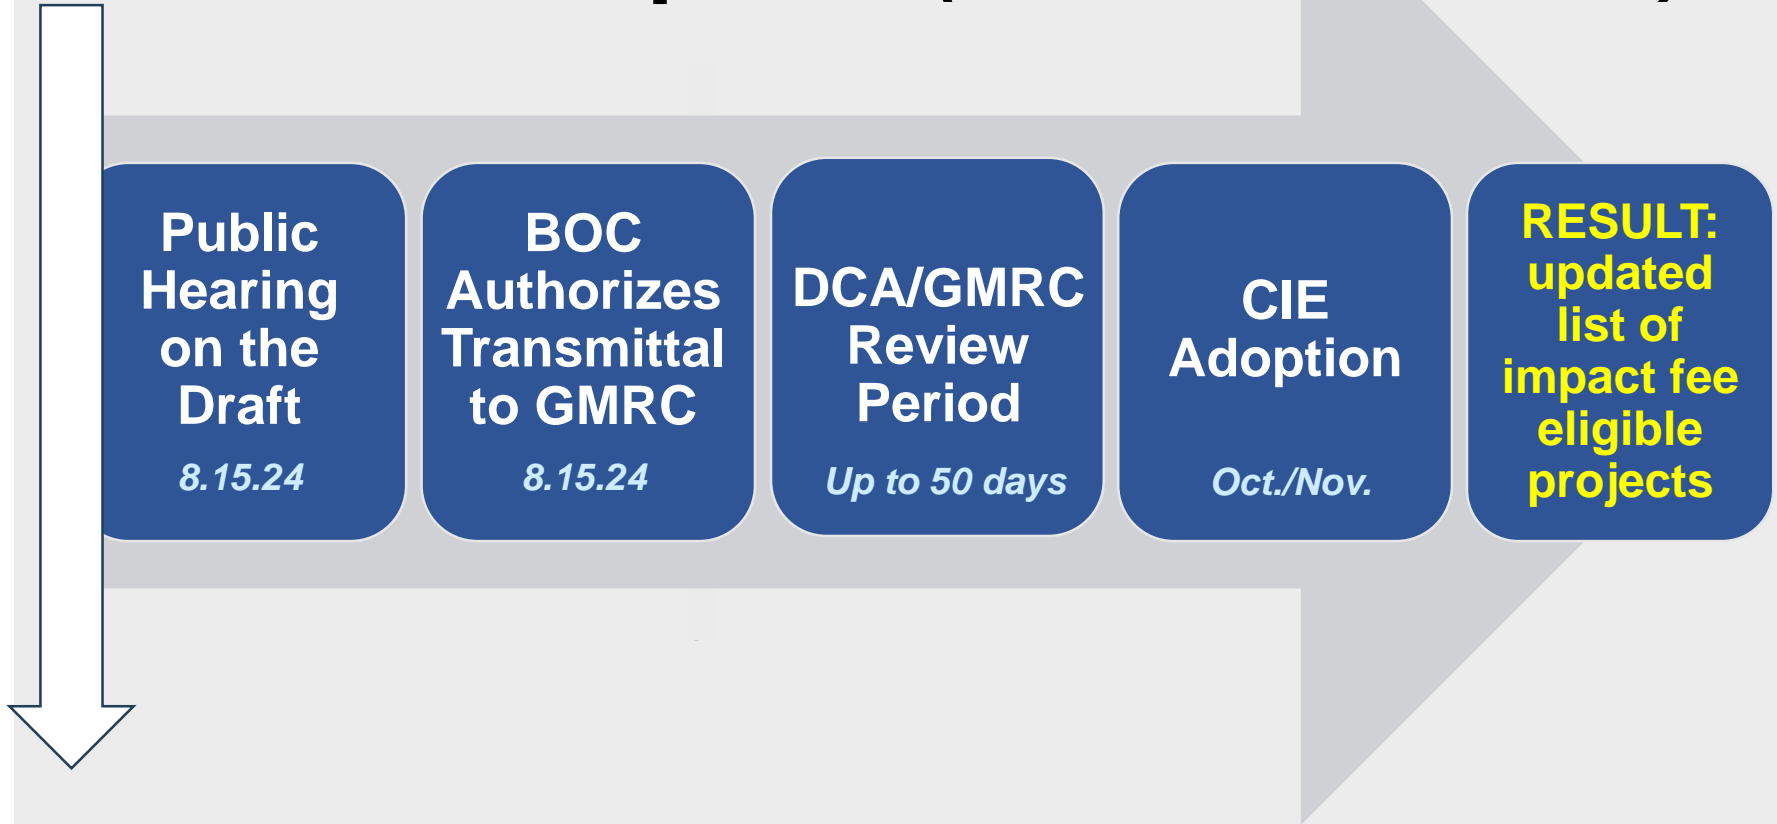 Public
Hearing
on the
Draft
8.15.24
BOC
Authorizes
Transmittal
to GMRC
8.15.24
DCA/GMRC
Review
Period
Up to 50 days
CIE
Adoption
Oct./Nov.
RESULT:
updated
list of
impact fee
eligible
projects